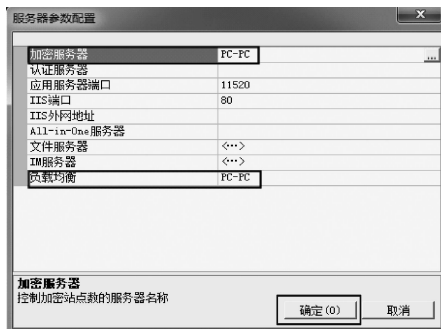 服务器参数配置
加密服务器 PC-PC ...
认证服务器
应用服务器端口 11520
IIS端口 80
IIS外网地址
All-in-One服务器
文件服务器 <...>
IM服务器 <...>
负载均衡 PC-PC
加密服务器
控制加密站点数的服务器名称
确定(O) 取消